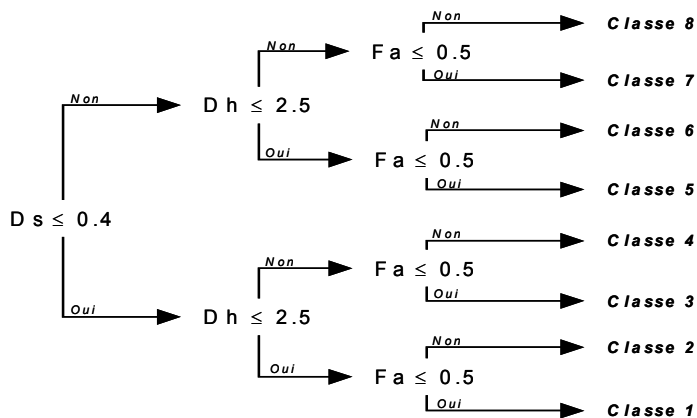 Non Classe 8
Non Fa ≤ 0.5
Oui Classe 7
Non Dh ≤ 2.5
Non Classe 6
Oui Fa ≤ 0.5
Oui Classe 5
Ds ≤ 0.4
Non Classe 4
Non Fa ≤ 0.5
Oui Classe 3
Oui Dh ≤ 2.5
Non Classe 2
Oui Fa ≤ 0.5
Oui Classe 1